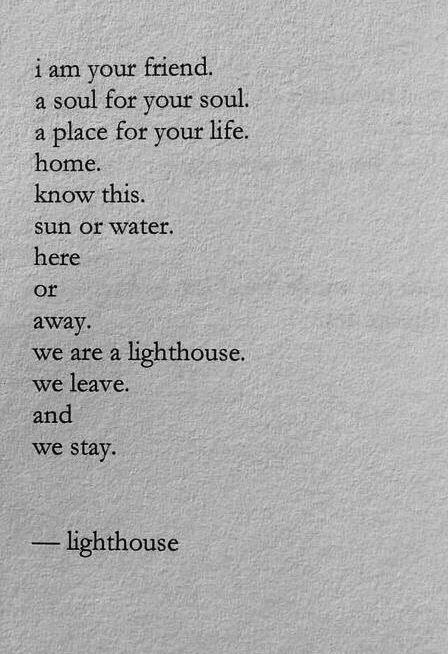 i am your friend.
a soul for your soul.
a place for your life.
home.
know this.
sun or water.
here
or
away.
we are a lighthouse.
we leave.
and
we stay.
— lighthouse